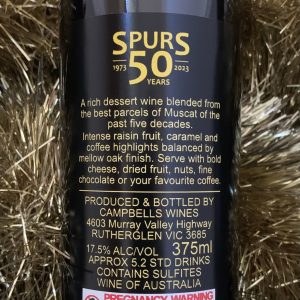 SPURS
1973 50 2023
YEARS
A rich dessert wine blended from
the best parcels of Muscat of the
past five decades.
Intense raisin fruit, caramel and
coffee highlights balanced by
mellow oak finish. Serve with bold
cheese, dried fruit, nuts, fine
chocolate or your favourite coffee.
PRODUCED & BOTTLED BY
CAMPBELLS WINES
4603 Murray Valley Highway
RUTHERGLEN VIC 3685
17.5% ALC/VOL 375ml
APPROX 5.2 STD DRINKS
CONTAINS SULFITES
WINE OF AUSTRALIA
PREGNANCY WARNING